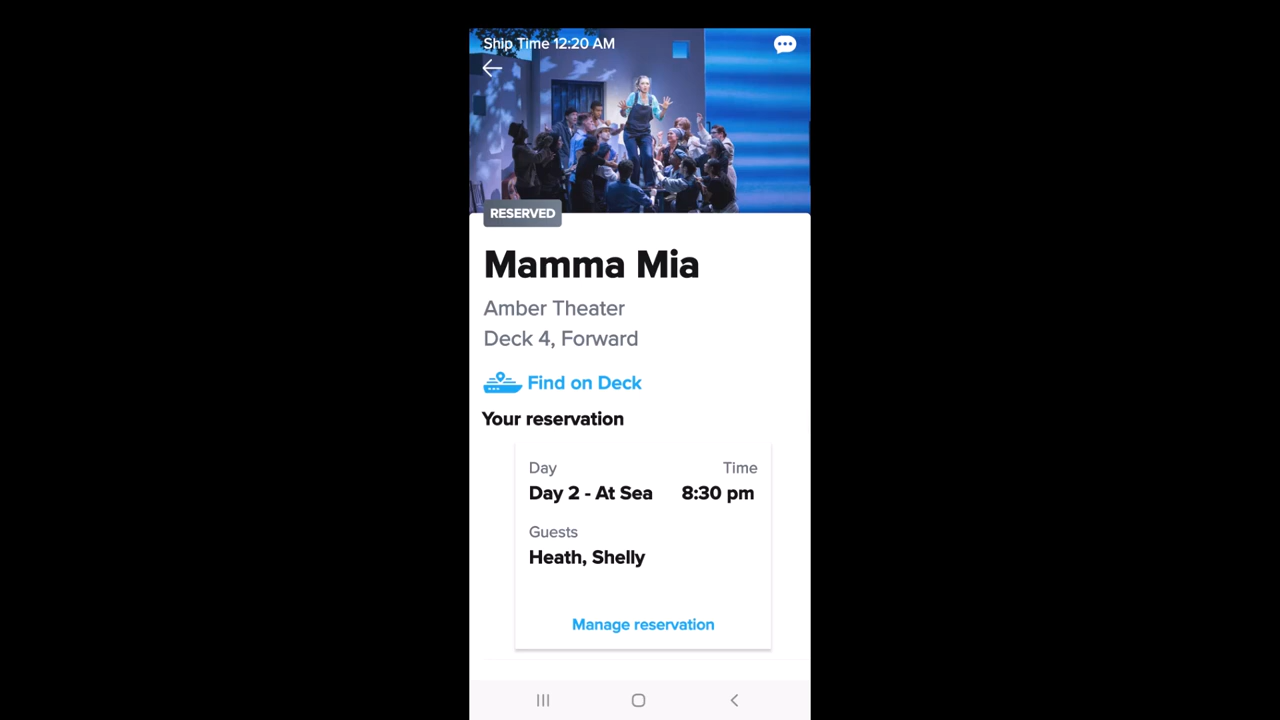 Ship Time 12:20 AM
RESERVED
Mamma Mia
Amber Theater
Deck 4, Forward
Find on Deck
Your reservation
Day Time
Day 2 - At Sea 8:30 pm
Guests
Heath, Shelly
Manage reservation